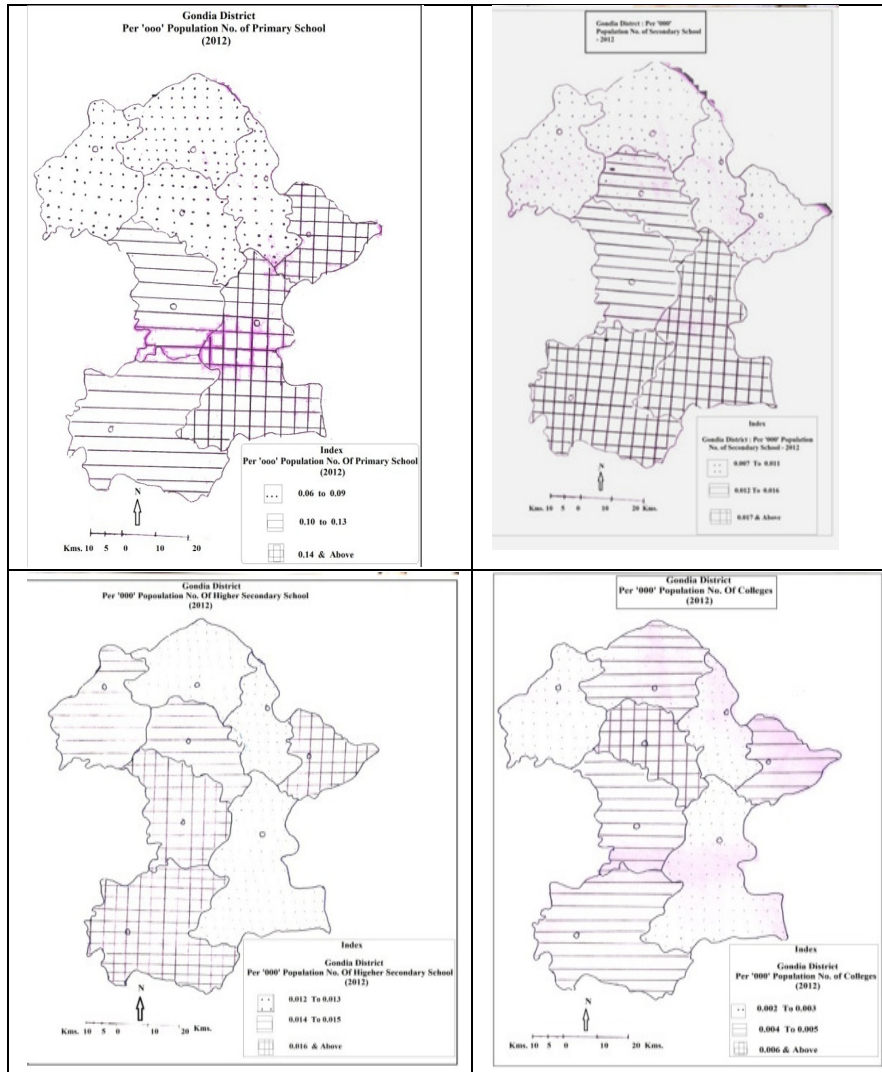 Gondia District
Per 'ooo' Population No. of Primary School
(2012)
Index
Per 'ooo' Population No. Of Primary School
(2012)
0.06 to 0.09
0.10 to 0.13
0.14 & Above
N
Kms. 10 5 0 10 20
Gondia Distrct : Per '000'
Population No. of Secondary School
- 2012
Index
Gondia District : Per '000' Population
No. of Secondary School - 2012
0.007 To 0.011
0.012 To 0.016
0.017 & Above
N
Kms. 10 5 0 10 20 Kms.
Gondia District
Per '000' Popoulation No. Of Higher Secondary School
(2012)
Index
Gondia District
Per '000' Population No. Of Higeher Secondary School
(2012)
0.012 To 0.013
0.014 To 0.015
0.016 & Above
N
Kms. 10 5 0 10 20 Kms.
Gondia District
Per '000' Population No. Of Colleges
(2012)
Index
Gondia District
Per '000' Population No. of Colleges
(2012)
0.002 To 0.003
0.004 To 0.005
0.006 & Above
N
Kms. 10 5 0 10 20 Kms.